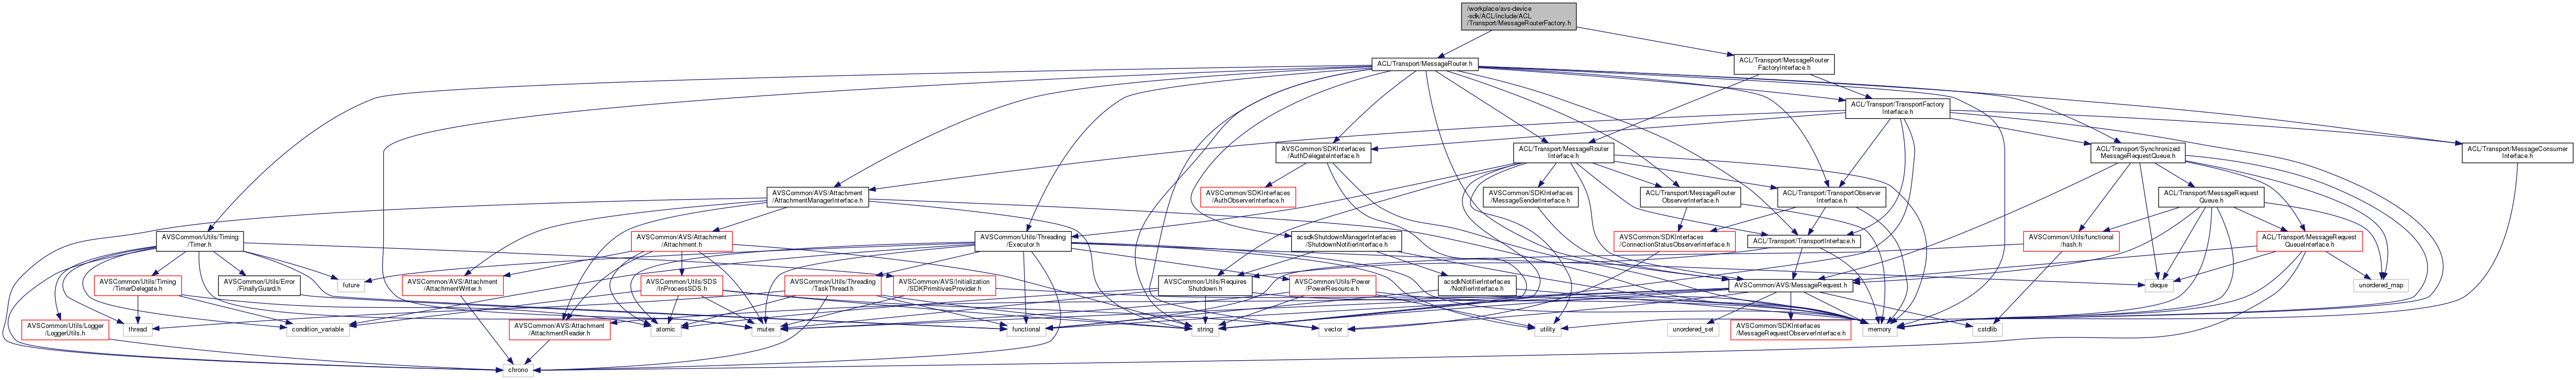 /workplace/avs-device
-sdk/ACL/include/ACL
/Transport/MessageRouterFactory.h
ACL/Transport/MessageRouter.h
ACL/Transport/MessageRouter
FactoryInterface.h
ACL/Transport/TransportFactory
Interface.h
AVSCommon/SDKInterfaces
/AuthDelegateInterface.h
ACL/Transport/MessageRouter
Interface.h
ACL/Transport/Synchronized
MessageRequestQueue.h
ACL/Transport/MessageConsumer
Interface.h
AVSCommon/AVS/Attachment
/AttachmentManagerInterface.h
AVSCommon/SDKInterfaces
/AuthObserverInterface.h
AVSCommon/SDKInterfaces
/MessageSenderInterface.h
ACL/Transport/MessageRouter
ObserverInterface.h
ACL/Transport/TransportObserver
Interface.h
ACL/Transport/MessageRequest
Queue.h
AVSCommon/Utils/Timing
/Timer.h
AVSCommon/AVS/Attachment
/Attachment.h
AVSCommon/Utils/Threading
/Executor.h
acsdkShutdownManagerInterfaces
/ShutdownNotifierInterface.h
AVSCommon/SDKInterfaces
/ConnectionStatusObserverInterface.h
ACL/Transport/TransportInterface.h
AVSCommon/Utils/functional
/hash.h
ACL/Transport/MessageRequest
QueueInterface.h
AVSCommon/Utils/Timing
/TimerDelegate.h
AVSCommon/Utils/Error
/FinallyGuard.h
future
AVSCommon/AVS/Attachment
/AttachmentWriter.h
AVSCommon/Utils/SDS
/InProcessSDS.h
AVSCommon/Utils/Threading
/TaskThread.h
AVSCommon/AVS/Initialization
/SDKPrimitivesProvider.h
AVSCommon/Utils/Requires
Shutdown.h
AVSCommon/Utils/Power
/PowerResource.h
acsdkNotifierInterfaces
/NotifierInterface.h
AVSCommon/AVS/MessageRequest.h
deque
unordered_map
AVSCommon/Utils/Logger
/LoggerUtils.h
thread
condition_variable
AVSCommon/AVS/Attachment
/AttachmentReader.h
atomic
mutex
functional
string
vector
utility
unordered_set
AVSCommon/SDKInterfaces
/MessageRequestObserverInterface.h
memory
cstdlib
chrono